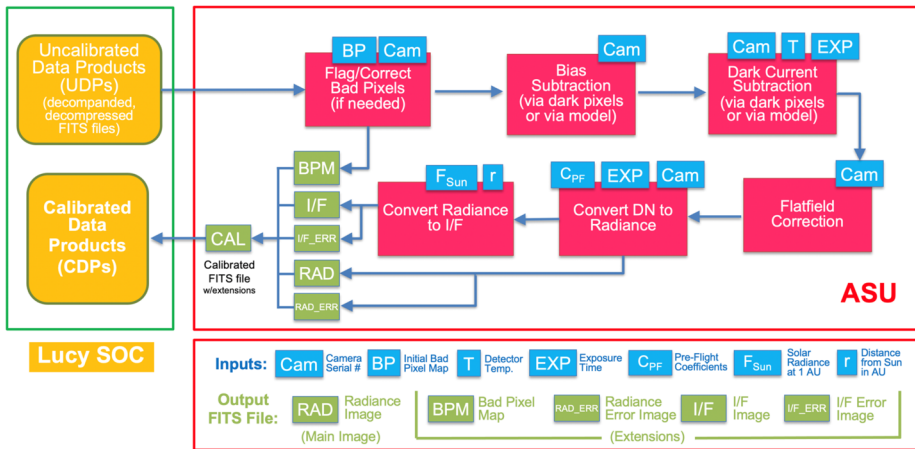 Uncalibrated
Data Products
(UDPs)
(decompanded,
decompressed
FITS files)
Calibrated
Data
Products
(CDPs)
Lucy SOC
BP
Cam
Flag/Correct
Bad Pixels
(if needed)
Cam
Bias
Subtraction
(via dark pixels
or via model)
Cam
T
EXP
Dark Current
Subtraction
(via dark pixels
or via model)
Cam
Flatfield
Correction
CPF
EXP
Cam
Convert DN to
Radiance
FSun
r
Convert Radiance
to I/F
BPM
I/F
I/F_ERR
RAD
RAD_ERR
CAL
Calibrated
FITS file
w/extensions
ASU
Inputs:
Cam
Camera
Serial #
BP
Initial Bad
Pixel Map
T
Detector
Temp.
EXP
Exposure
Time
CPF
Pre-Flight
Coefficients
FSun
Solar
Radiance
at 1 AU
r
Distance
from Sun
in AU
Output
FITS File:
RAD
Radiance
Image
(Main Image)
BPM
Bad Pixel
Map
RAD_ERR
Radiance
Error Image
I/F
I/F
Image
I/F_ERR
I/F Error
Image
(Extensions)